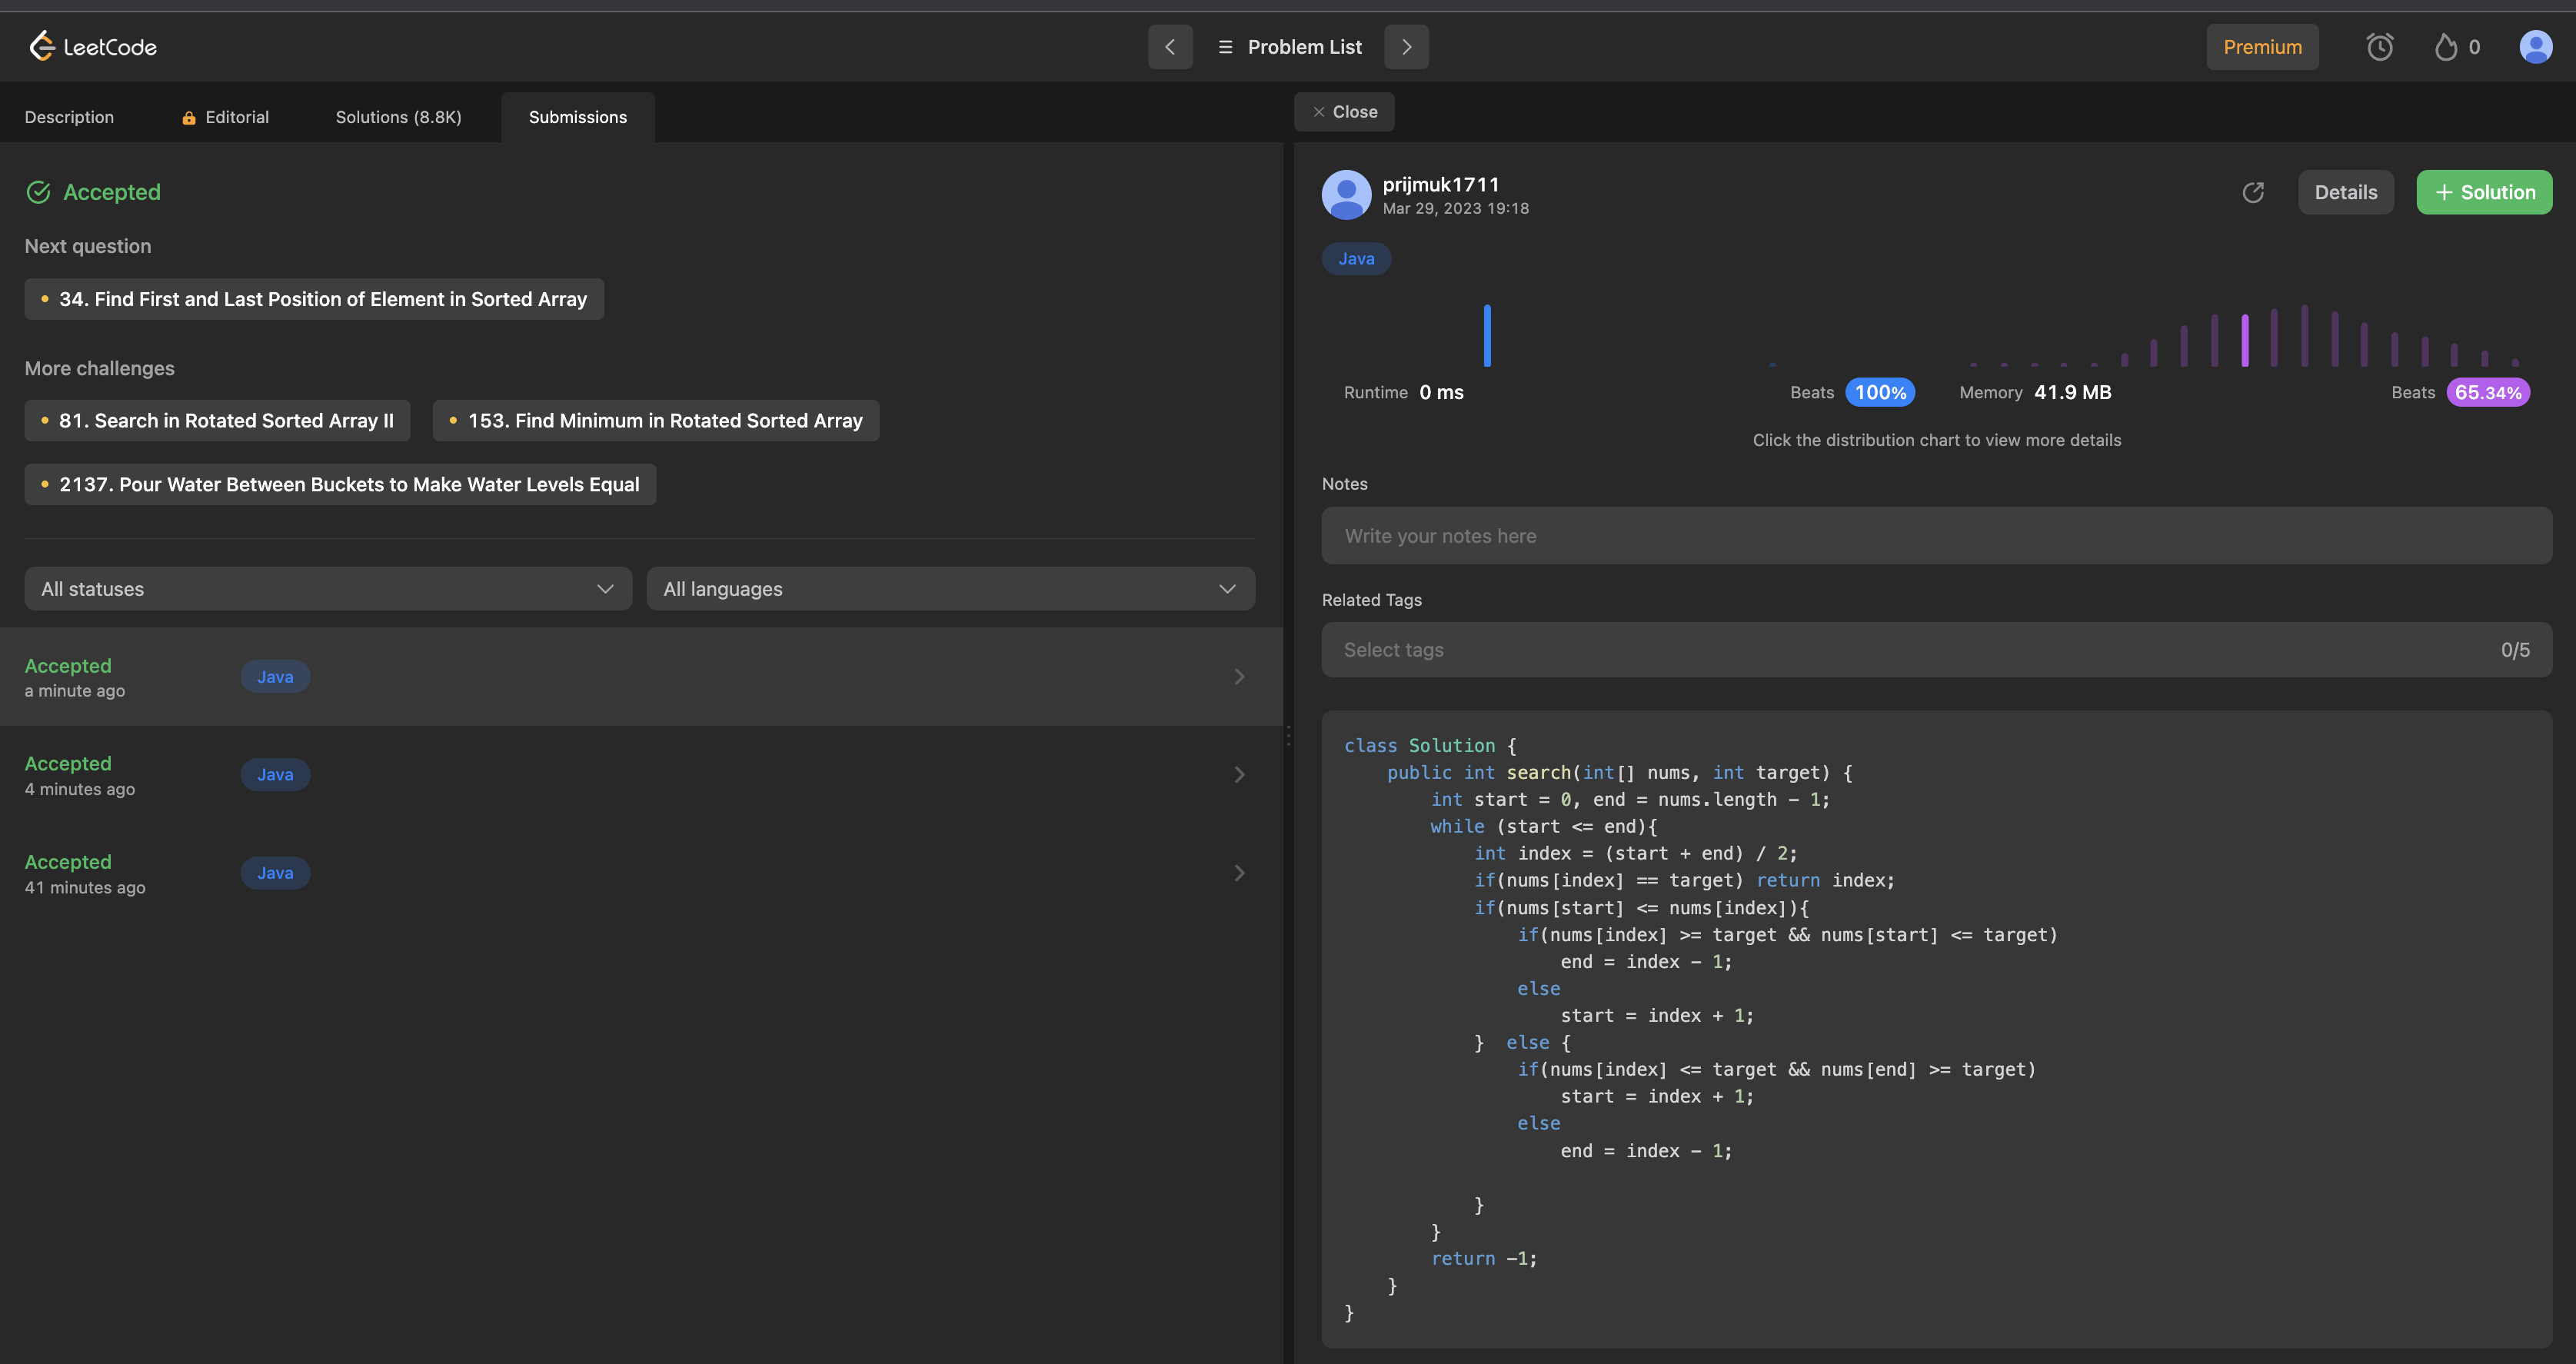 LeetCode
Problem List
Premium
0
Description
Editorial
Solutions (8.8K)
Submissions
Close
Accepted
Next question
34. Find First and Last Position of Element in Sorted Array
More challenges
81. Search in Rotated Sorted Array II
153. Find Minimum in Rotated Sorted Array
2137. Pour Water Between Buckets to Make Water Levels Equal
All statuses
All languages
Accepted
a minute ago
Java
Accepted
4 minutes ago
Java
Accepted
41 minutes ago
Java
prijmuk1711
Mar 29, 2023 19:18
Details
+ Solution
Java
Runtime 0 ms
Beats 100%
Memory 41.9 MB
Beats 65.34%
Click the distribution chart to view more details
Notes
Write your notes here
Related Tags
Select tags
0/5
class Solution {
    public int search(int[] nums, int target) {
        int start = 0, end = nums.length - 1;
        while (start <= end){
            int index = (start + end) / 2;
            if(nums[index] == target) return index;
            if(nums[start] <= nums[index]){
                if(nums[index] >= target && nums[start] <= target)
                    end = index - 1;
                else
                    start = index + 1;
            }  else {
                if(nums[index] <= target && nums[end] >= target)
                    start = index + 1;
                else
                    end = index - 1;
            }
        }
        return -1;
    }
}